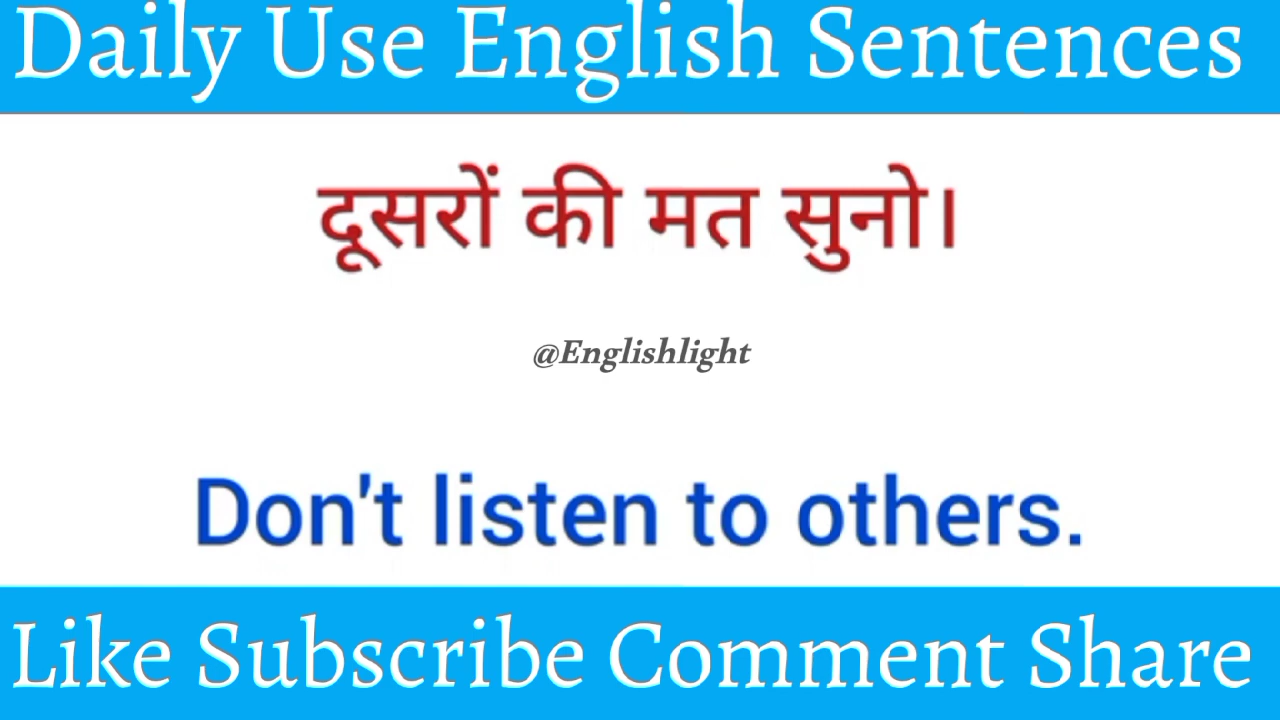 Daily Use English Sentences
दूसरों की मत सुनो।
@Englishlight
Don't listen to others.
Like Subscribe Comment Share